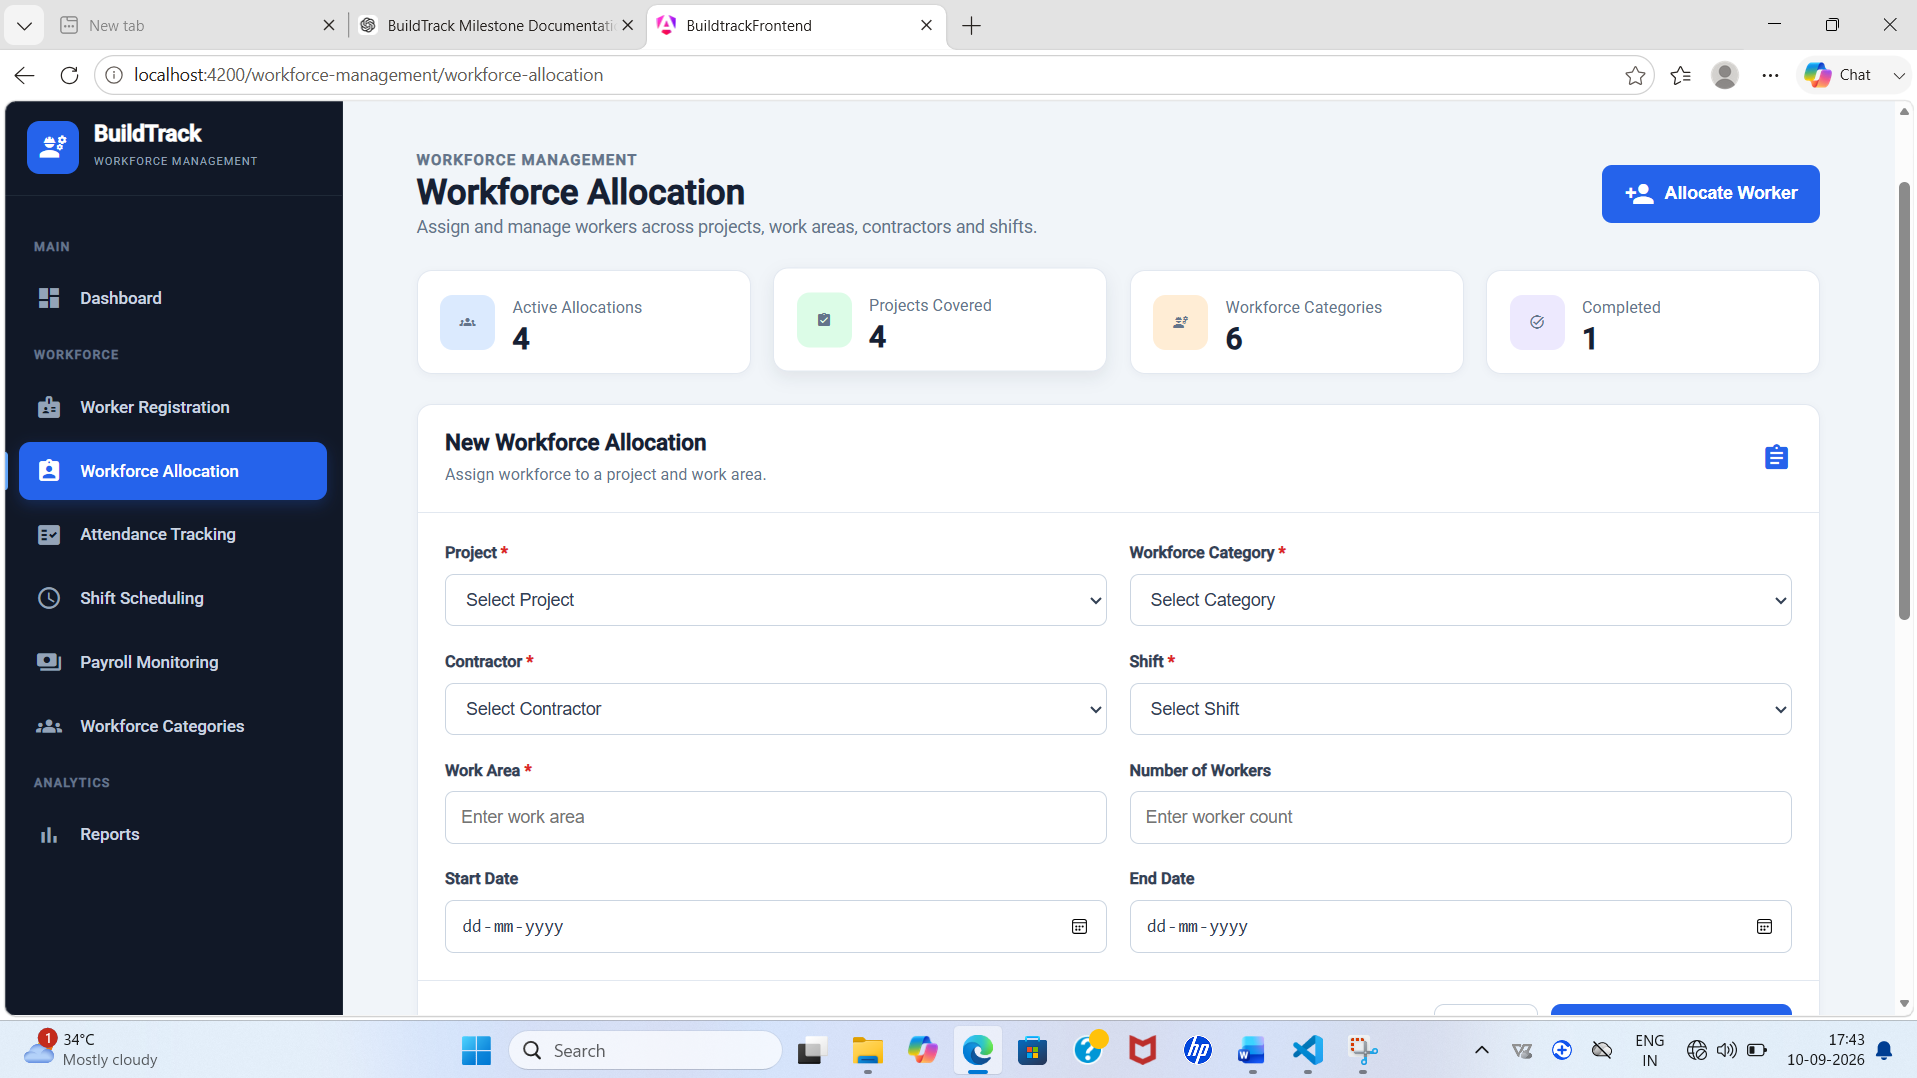 New tab
BuildTrack Milestone Documentati
BuildtrackFrontend
localhost:4200/workforce-management/workforce-allocation
Chat
BuildTrack
WORKFORCE MANAGEMENT
MAIN
Dashboard
WORKFORCE
Worker Registration
Workforce Allocation
Attendance Tracking
Shift Scheduling
Payroll Monitoring
Workforce Categories
ANALYTICS
Reports
WORKFORCE MANAGEMENT
Workforce Allocation
Assign and manage workers across projects, work areas, contractors and shifts.
Allocate Worker
Active Allocations
4
Projects Covered
4
Workforce Categories
6
Completed
1
New Workforce Allocation
Assign workforce to a project and work area.
Project *
Select Project
Workforce Category *
Select Category
Contractor *
Select Contractor
Shift *
Select Shift
Work Area *
Enter work area
Number of Workers
Enter worker count
Start Date
dd-mm-yyyy
End Date
dd-mm-yyyy
1
34°C
Mostly cloudy
Search
hp
W
ENG
IN
17:43
10-09-2026